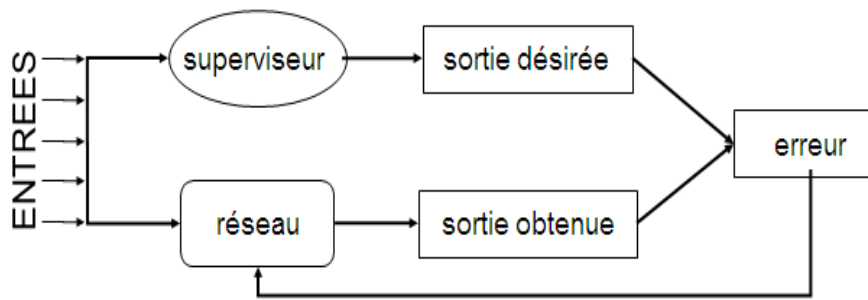 ENTREES
superviseur
sortie désirée
erreur
réseau
sortie obtenue